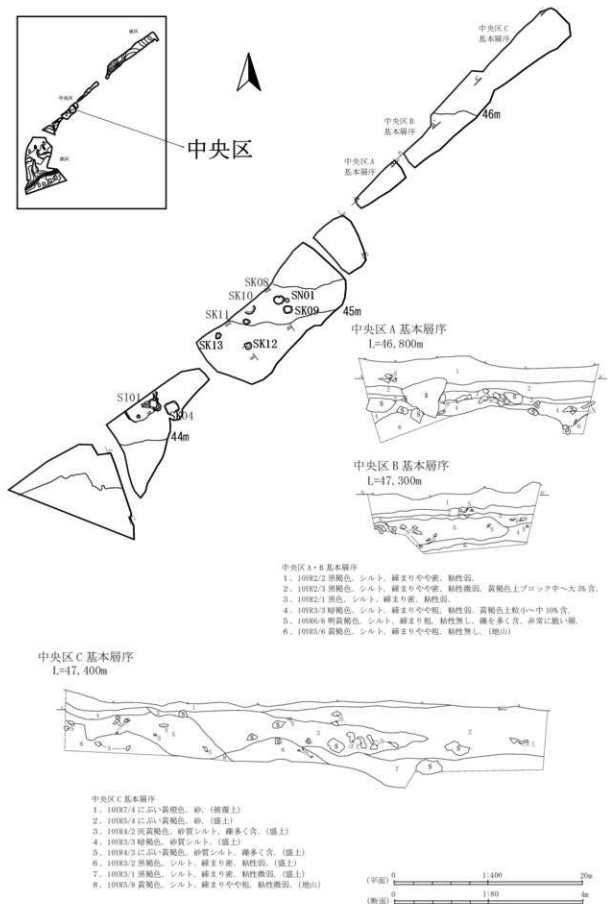 中央区
中央区
中央区C
基本層序
中央区B
基本層序
46m
中央区A
基本層序
SK08
SK10
SN01
SK11
SK09
45m
SK13
SK12
SI01
44m
中央区A 基本層序
L=46,800m
中央区B 基本層序
L=47,300m
中央区A・B 基本層序
1. 10YR2/2 黒褐色, シルト, 締まりやや密, 粘性弱.
2. 10YR2/3 黒褐色, シルト, 締まりやや密, 粘性微弱, 黄褐色土ブロック中～大 5% 含.
3. 10YR2/1 黒色, シルト, 締まり密, 粘性弱.
4. 10YR3/3 暗褐色, シルト, 締まりやや粗, 粘性弱, 黄褐色土粒小～中 10% 含.
5. 10YR6/6 明黄褐色, シルト, 締まり粗, 粘性無し, 礫を多く含, 非常に脆い層.
6. 10YR5/6 黄褐色, シルト, 締まりやや粗, 粘性無し. (地山)
中央区C 基本層序
L=47,400m
中央区C 基本層序
1. 10YR7/4 にぶい黄橙色, 砂. (被覆土)
2. 10YR5/4 にぶい黄褐色, 砂. (盛土)
3. 10YR4/2 灰黄褐色, 砂質シルト, 礫多く含. (盛土)
4. 10YR3/3 暗褐色, 砂質シルト. (盛土)
5. 10YR4/3 にぶい黄褐色, 砂質シルト, 礫多く含. (盛土)
6. 10YR3/2 黒褐色, シルト, 締まり密, 粘性弱. (盛土)
7. 10YR3/1 黒褐色, シルト, 締まり密, 粘性微弱. (盛土)
8. 10YR5/8 黄褐色, シルト, 締まりやや粗, 粘性微弱. (地山)
(平面) 0 1:400 20m
(断面) 0 1:80 4m